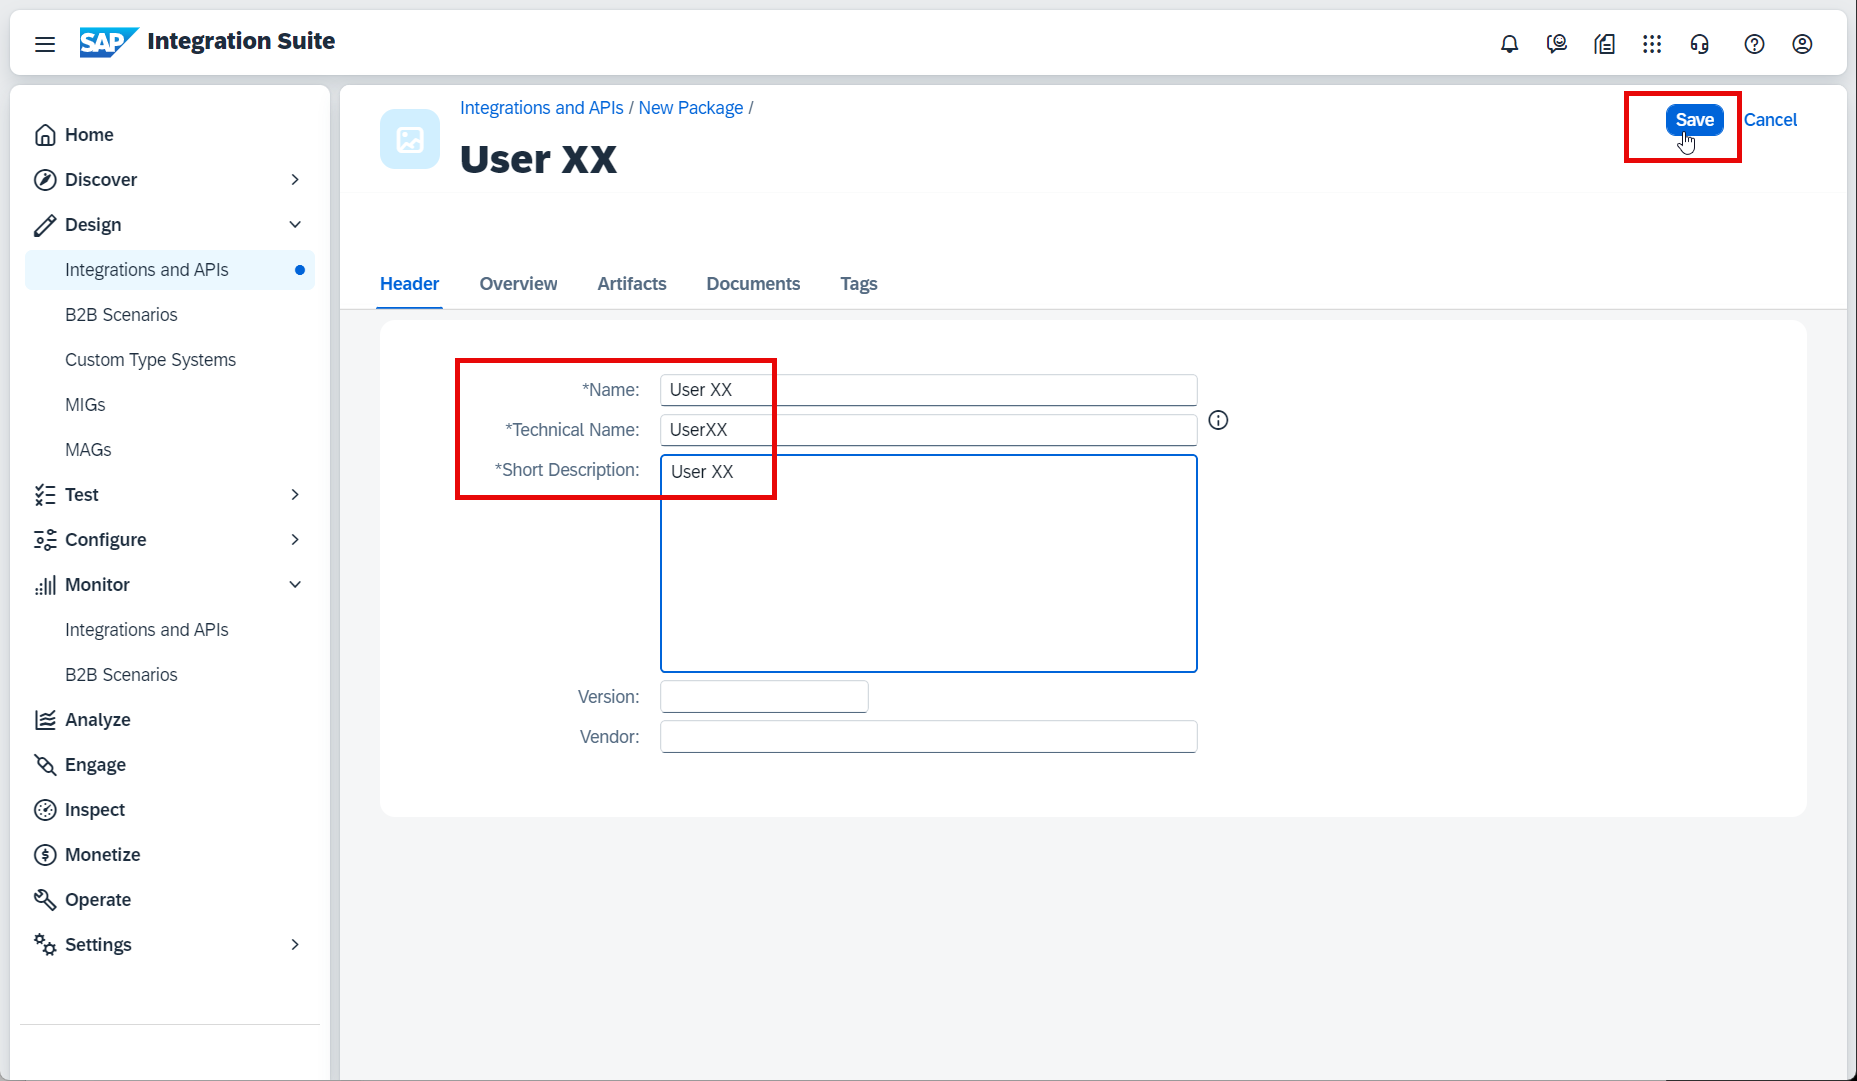 SAP Integration Suite
Home
Discover
Design
Integrations and APIs
B2B Scenarios
Custom Type Systems
MIGs
MAGs
Test
Configure
Monitor
Integrations and APIs
B2B Scenarios
Analyze
Engage
Inspect
Monetize
Operate
Settings
Integrations and APIs / New Package /
User XX
Save Cancel
Header Overview Artifacts Documents Tags
*Name: User XX
*Technical Name: UserXX
*Short Description: User XX
Version:
Vendor: